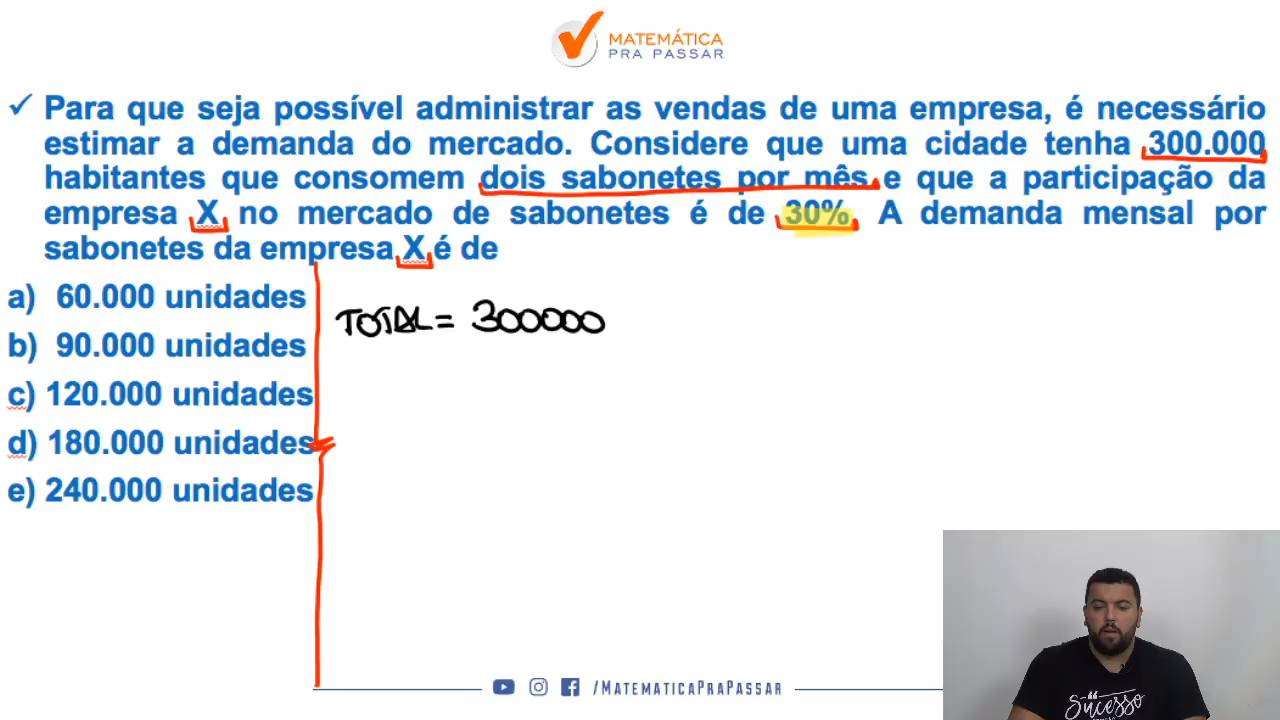 MATEMÁTICA
PRA PASSAR
✓ Para que seja possível administrar as vendas de uma empresa, é necessário
estimar a demanda do mercado. Considere que uma cidade tenha 300.000
habitantes que consomem dois sabonetes por mês e que a participação da
empresa X no mercado de sabonetes é de 30%. A demanda mensal por
sabonetes da empresa X é de
a) 60.000 unidades
b) 90.000 unidades
c) 120.000 unidades
d) 180.000 unidades
e) 240.000 unidades
TOTAL = 300000
/MATEMATICAPRAPASSAR
Sucesso